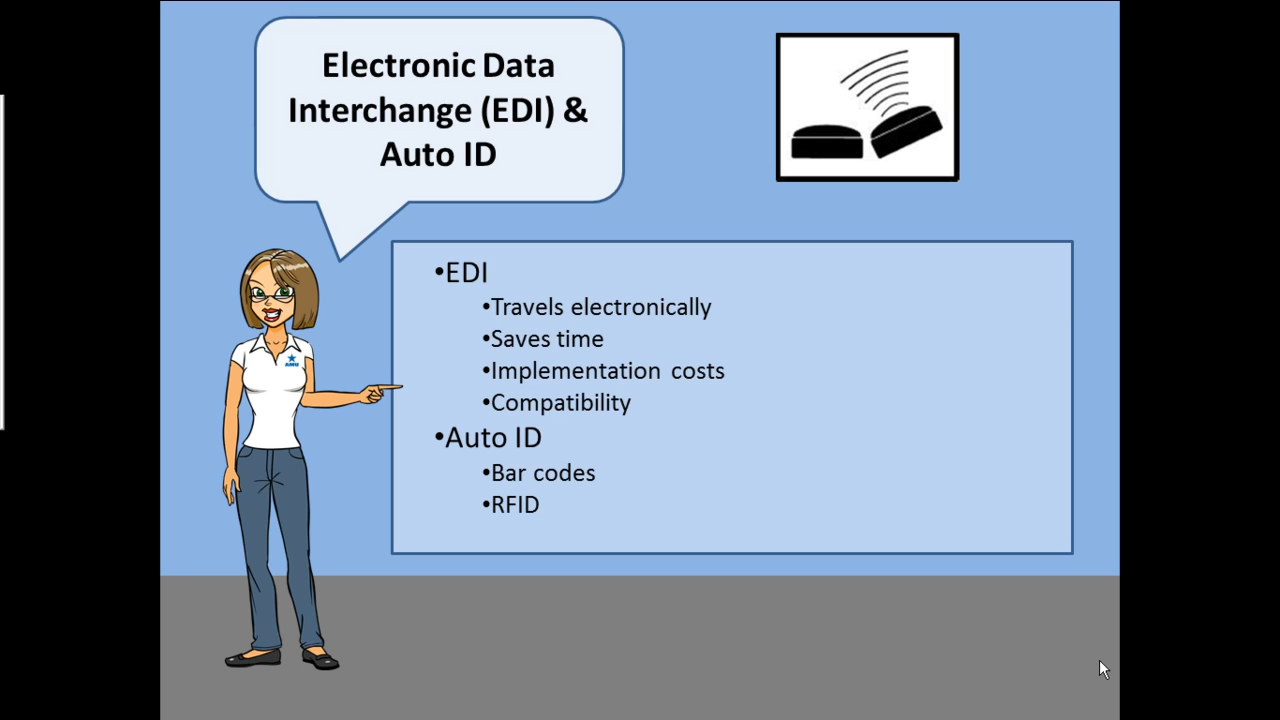 Electronic Data
Interchange (EDI) &
Auto ID
•EDI
•Travels electronically
•Saves time
•Implementation costs
•Compatibility
•Auto ID
•Bar codes
•RFID
AMU